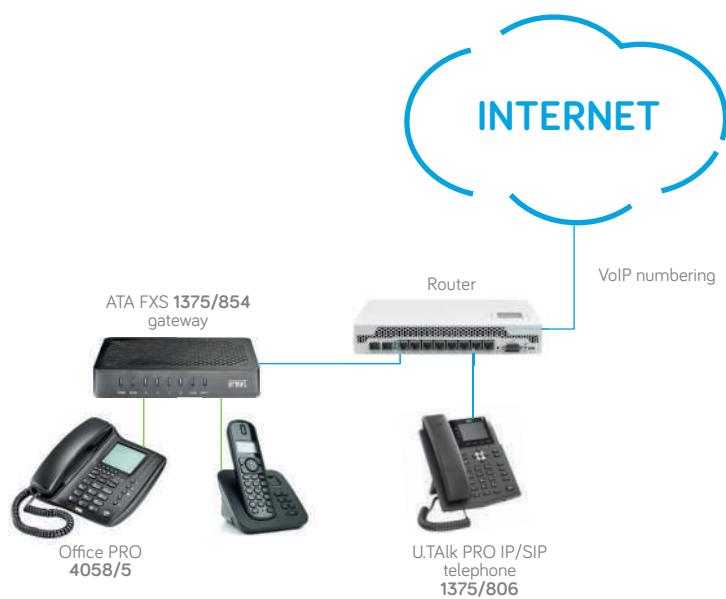 INTERNET
VoIP numbering
Router
ATA FXS 1375/854
gateway
urmet
Office PRO
4058/5
U.TAlk PRO IP/SIP
telephone
1375/806